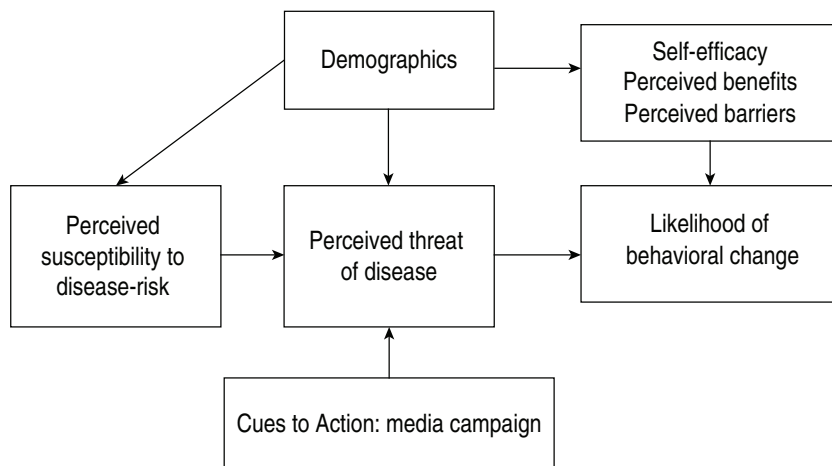 Demographics
Self-efficacy
Perceived benefits
Perceived barriers
Perceived
susceptibility to
disease-risk
Perceived threat
of disease
Likelihood of
behavioral change
Cues to Action: media campaign